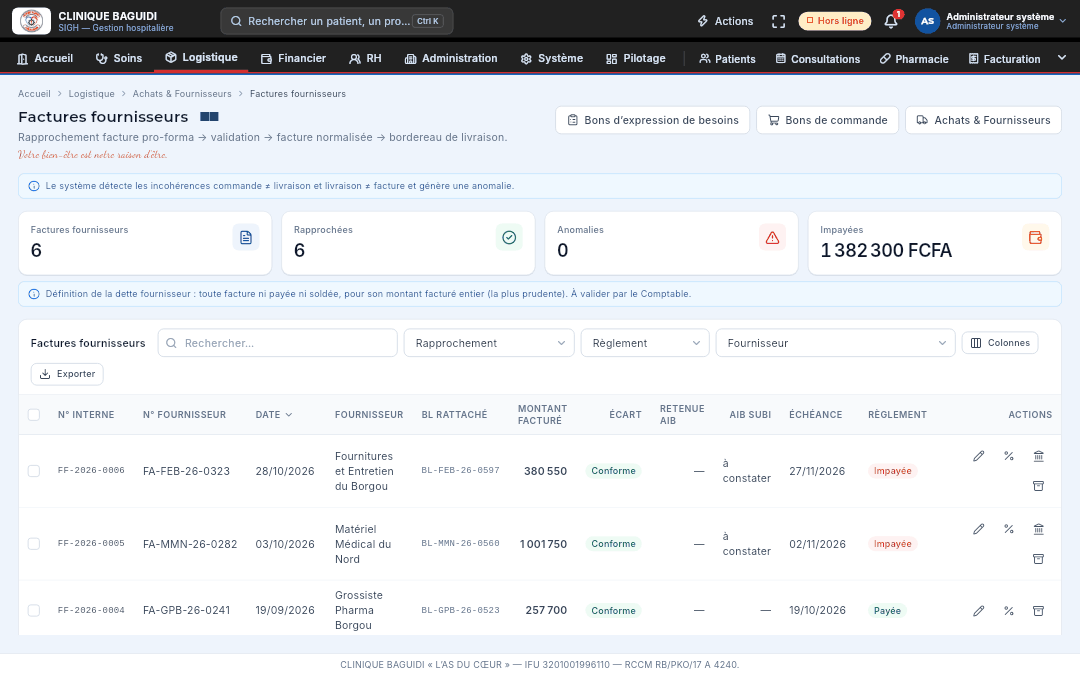 CLINIQUE BAGUIDI
SIGH — Gestion hospitalière
Rechercher un patient, un pro... Ctrl K
Actions
Hors ligne
1
AS
Administrateur système
Administrateur système
Accueil Soins Logistique Financier RH Administration Système Pilotage Patients Consultations Pharmacie Facturation
Accueil > Logistique > Achats & Fournisseurs > Factures fournisseurs
Factures fournisseurs
Rapprochement facture pro-forma → validation → facture normalisée → bordereau de livraison.
Votre bien-être est notre raison d'être.
Bons d'expression de besoins Bons de commande Achats & Fournisseurs
Le système détecte les incohérences commande ≠ livraison et livraison ≠ facture et génère une anomalie.
Factures fournisseurs
6
Rapprochées
6
Anomalies
0
Impayées
1 382 300 FCFA
Définition de la dette fournisseur : toute facture ni payée ni soldée, pour son montant facturé entier (la plus prudente). À valider par le Comptable.
Factures fournisseurs Rechercher... Rapprochement Règlement Fournisseur Colonnes
Exporter
N° INTERNE N° FOURNISSEUR DATE FOURNISSEUR BL RATTACHÉ MONTANT FACTURÉ ÉCART RETENUE AIB AIB SUBI ÉCHÉANCE RÈGLEMENT ACTIONS
FF-2026-0006 FA-FEB-26-0323 28/10/2026 Fournitures et Entretien du Borgou BL-FEB-26-0597 380 550 Conforme — à constater 27/11/2026 Impayée %
FF-2026-0005 FA-MMN-26-0282 03/10/2026 Matériel Médical du Nord BL-MMN-26-0560 1 001 750 Conforme — à constater 02/11/2026 Impayée %
FF-2026-0004 FA-GPB-26-0241 19/09/2026 Grossiste Pharma Borgou BL-GPB-26-0523 257 700 Conforme — — 19/10/2026 Payée %
CLINIQUE BAGUIDI « L'AS DU CŒUR » — IFU 3201001996110 — RCCM RB/PKO/17 A 4240.